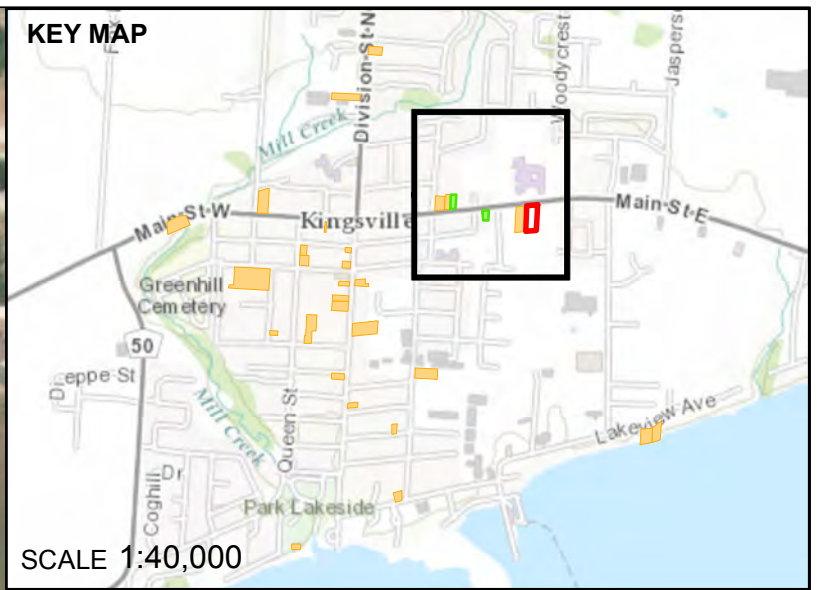 KEY MAP
Division-St-N
Woodycrest
Jaspers
Mill Creek
Main-St-W
Kingsville
Main-St-E
Greenhill
Cemetery
50
Dieppe St
Mill Creek
Queen St
Lakeview Ave
Coghill Dr
Park Lakeside
SCALE 1:40,000